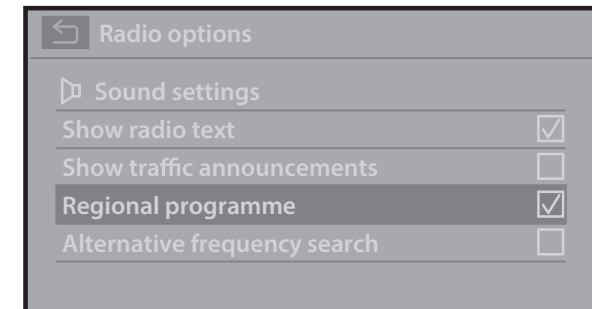 Radio options
Sound settings
Show radio text
Show traffic announcements
Regional programme
Alternative frequency search